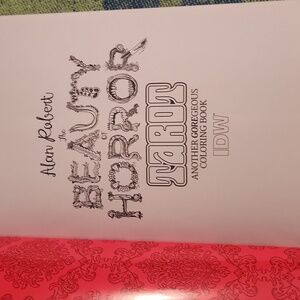 Alan Robert
The
BEAUTY
OF
HORROR
TAROT
ANOTHER GOREGEOUS
COLORING BOOK
IDW